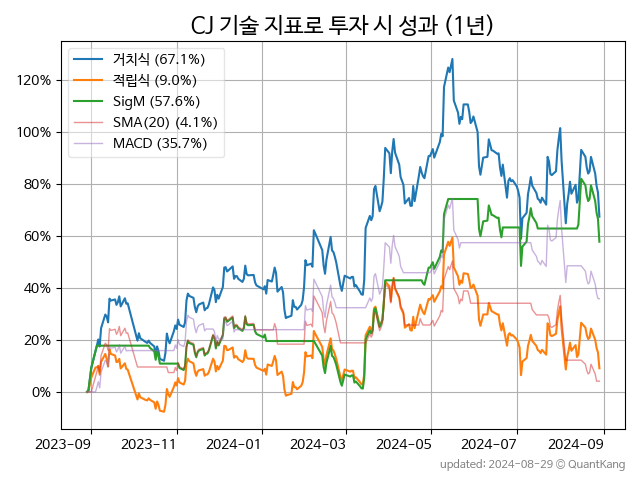 CJ 기술 지표로 투자 시 성과 (1년)
거치식 (67.1%)
적립식 (9.0%)
SigM (57.6%)
SMA(20) (4.1%)
MACD (35.7%)
120%
100%
80%
60%
40%
20%
0%
2023-09 2023-11 2024-01 2024-03 2024-05 2024-07 2024-09
updated: 2024-08-29 © QuantKang